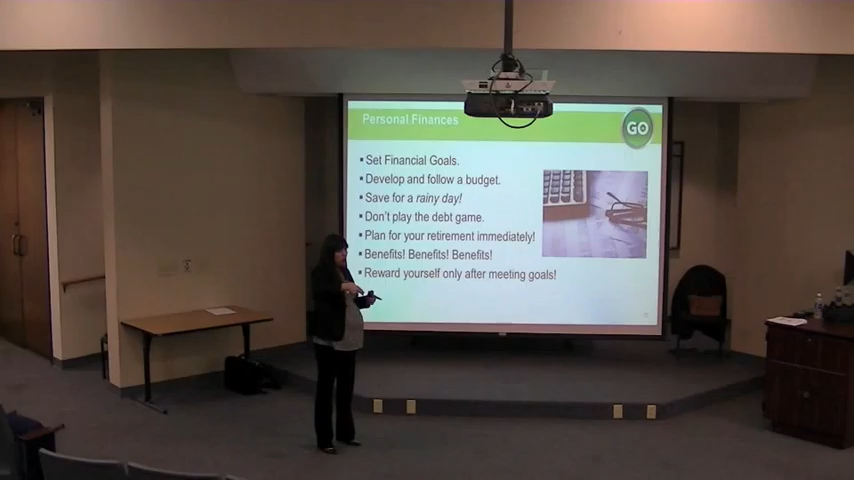 Personal Finances
GO
▪Set Financial Goals.
▪Develop and follow a budget.
▪Save for a rainy day!
▪Don't play the debt game.
▪Plan for your retirement immediately!
▪Benefits! Benefits! Benefits!
▪Reward yourself only after meeting goals!